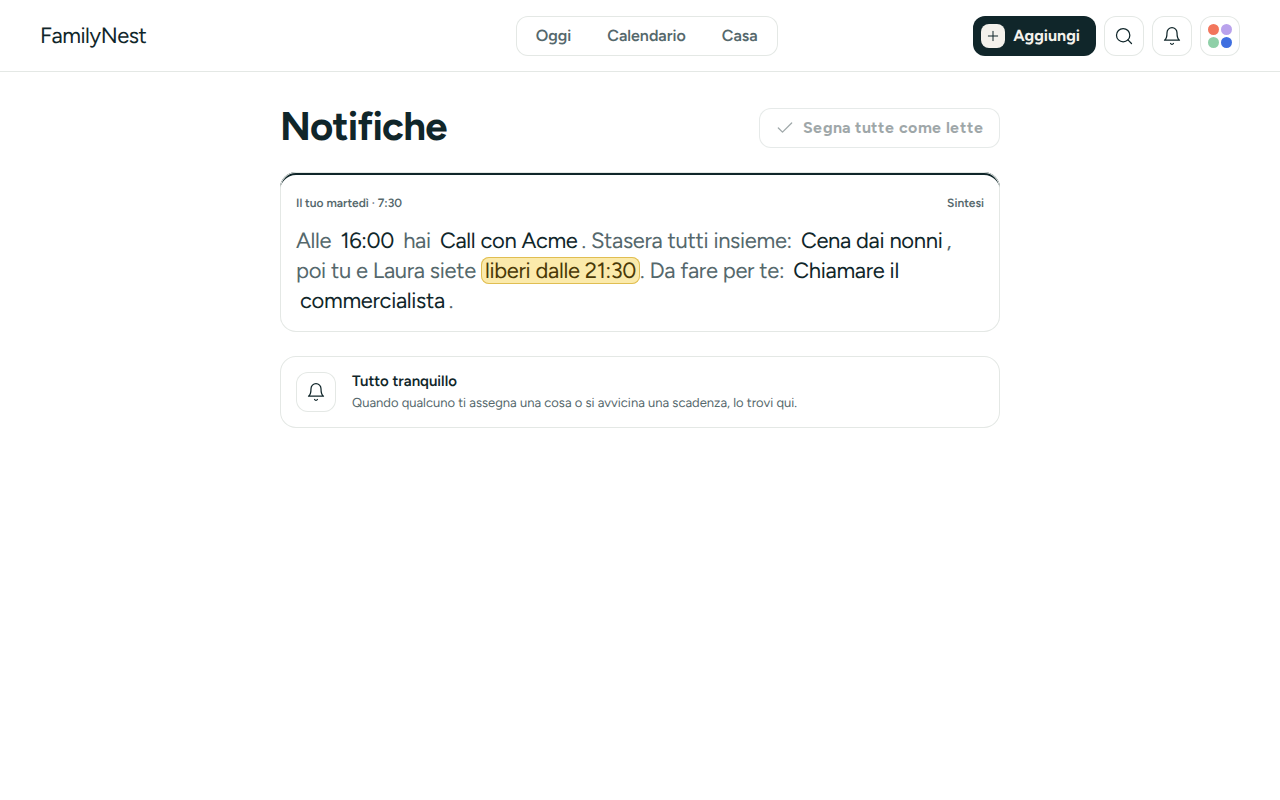 FamilyNest
Oggi Calendario Casa
Aggiungi
Notifiche
Segna tutte come lette
Il tuo martedì · 7:30
Sintesi
Alle 16:00 hai Call con Acme . Stasera tutti insieme: Cena dai nonni ,
poi tu e Laura siete liberi dalle 21:30 . Da fare per te: Chiamare il
commercialista .
Tutto tranquillo
Quando qualcuno ti assegna una cosa o si avvicina una scadenza, lo trovi qui.